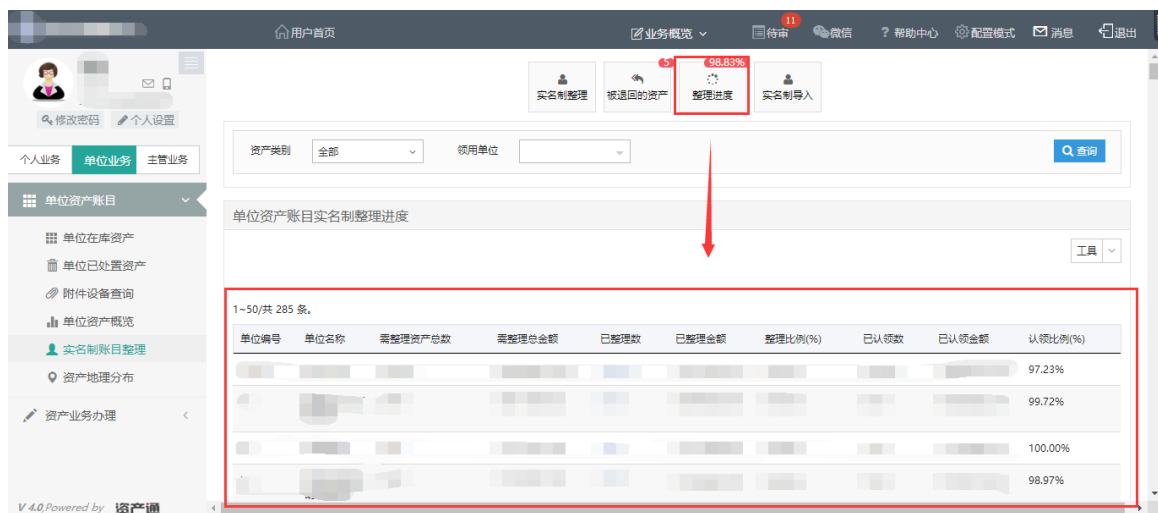 用户首页 业务概览 待审 11 微信 ? 帮助中心 配置模式 消息 退出
修改密码 个人设置
个人业务 单位业务 主管业务
单位资产账目
单位在库资产
单位已处置资产
附件设备查询
单位资产概览
实名制账目整理
资产地理分布
资产业务办理
V 4.0,Powered by 资产通
5 98.83%
实名制整理 被退回的资产 整理进度 实名制导入
资产类别 全部 领用单位 查询
单位资产账目实名制整理进度
工具
1~50/共 285 条。
单位编号 单位名称 需整理资产总数 需整理总金额 已整理数 已整理金额 整理比例(%) 已认领数 已认领金额 认领比例(%)
97.23%
99.72%
100.00%
98.97%